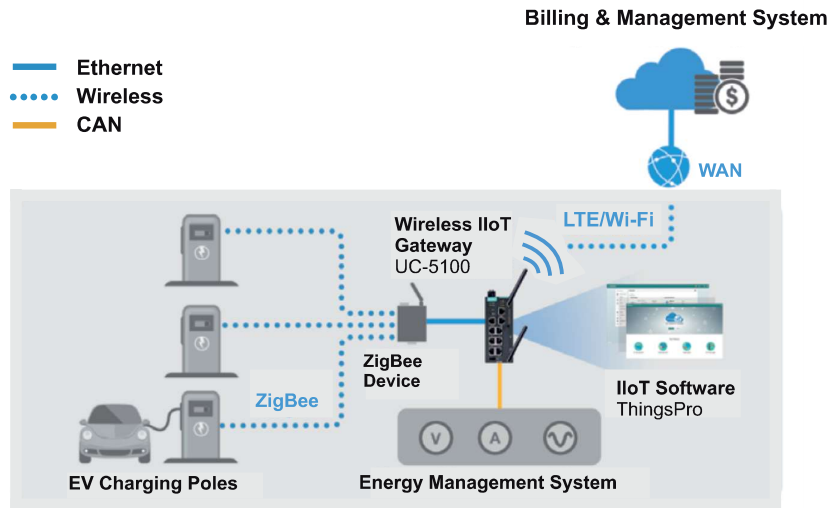 Billing & Management System
Ethernet
Wireless
CAN
WAN
LTE/Wi-Fi
Wireless IIoT
Gateway
UC-5100
ZigBee
Device
ZigBee
IIoT Software
ThingsPro
V
A
$
EV Charging Poles
Energy Management System